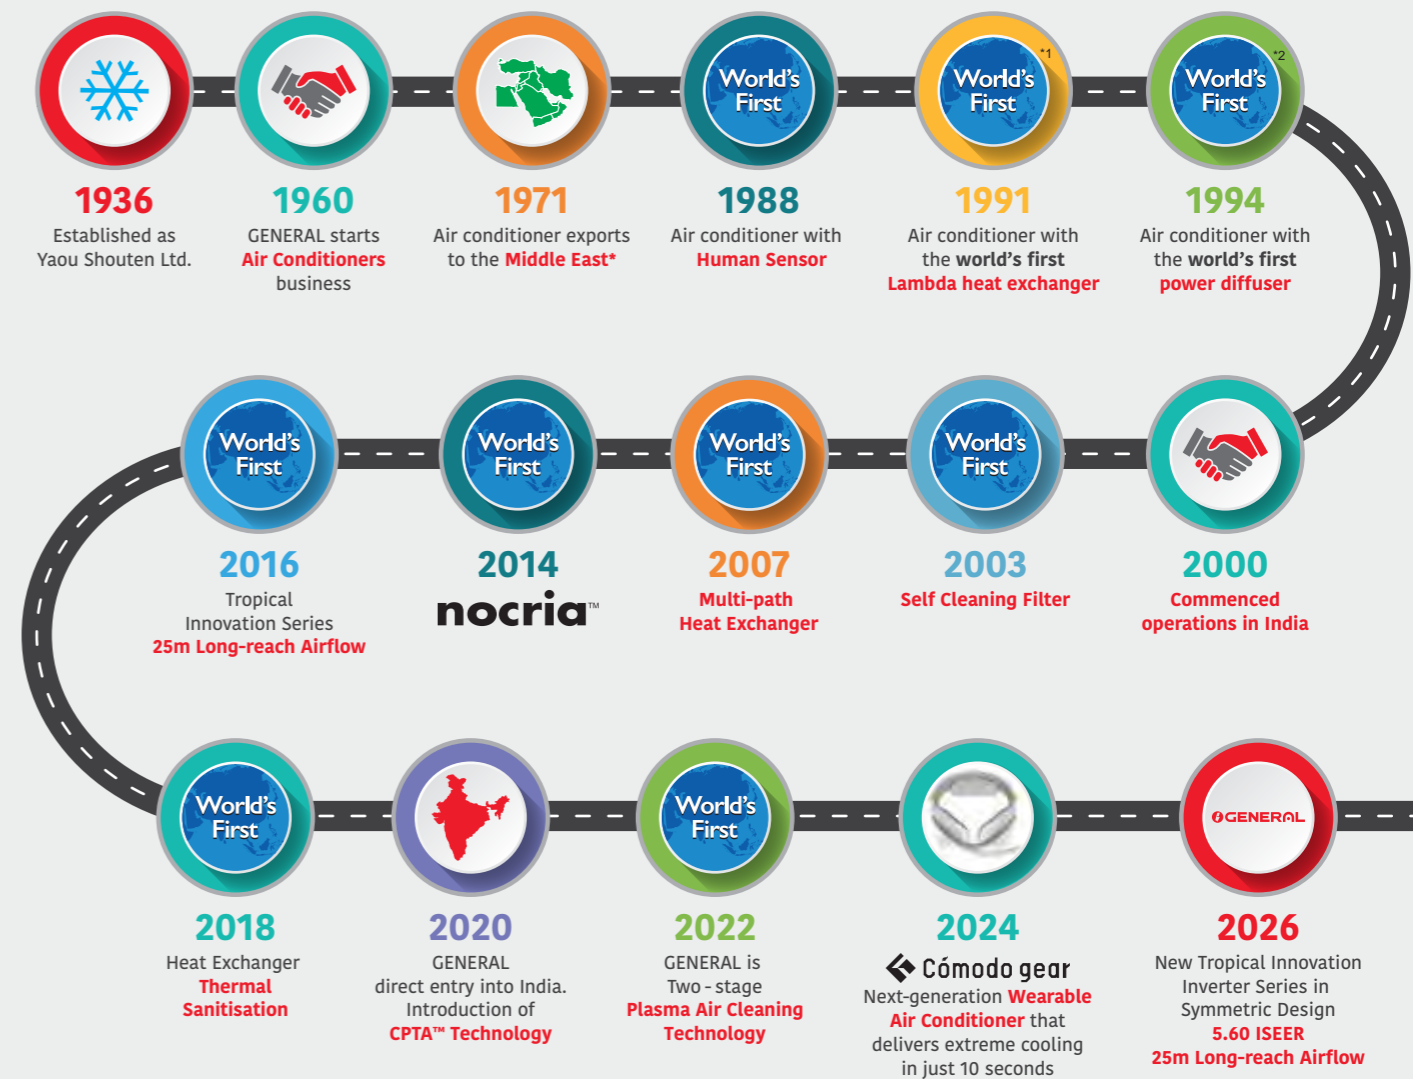 World's
First
World's
First
*1
World's
First
*2
1936
Established as
Yaou Shouten Ltd.
1960
GENERAL starts
Air Conditioners
business
1971
Air conditioner exports
to the Middle East*
1988
Air conditioner with
Human Sensor
1991
Air conditioner with
the world's first
Lambda heat exchanger
1994
Air conditioner with
the world's first
power diffuser
World's
First
World's
First
World's
First
World's
First
2016
Tropical
Innovation Series
25m Long-reach Airflow
2014
nocria™
2007
Multi-path
Heat Exchanger
2003
Self Cleaning Filter
2000
Commenced
operations in India
World's
First
World's
First
GENERAL
2018
Heat Exchanger
Thermal
Sanitisation
2020
GENERAL
direct entry into India.
Introduction of
CPTA™ Technology
2022
GENERAL is
Two - stage
Plasma Air Cleaning
Technology
2024
Cómodo gear
Next-generation Wearable
Air Conditioner that
delivers extreme cooling
in just 10 seconds
2026
New Tropical Innovation
Inverter Series in
Symmetric Design
5.60 ISEER
25m Long-reach Airflow